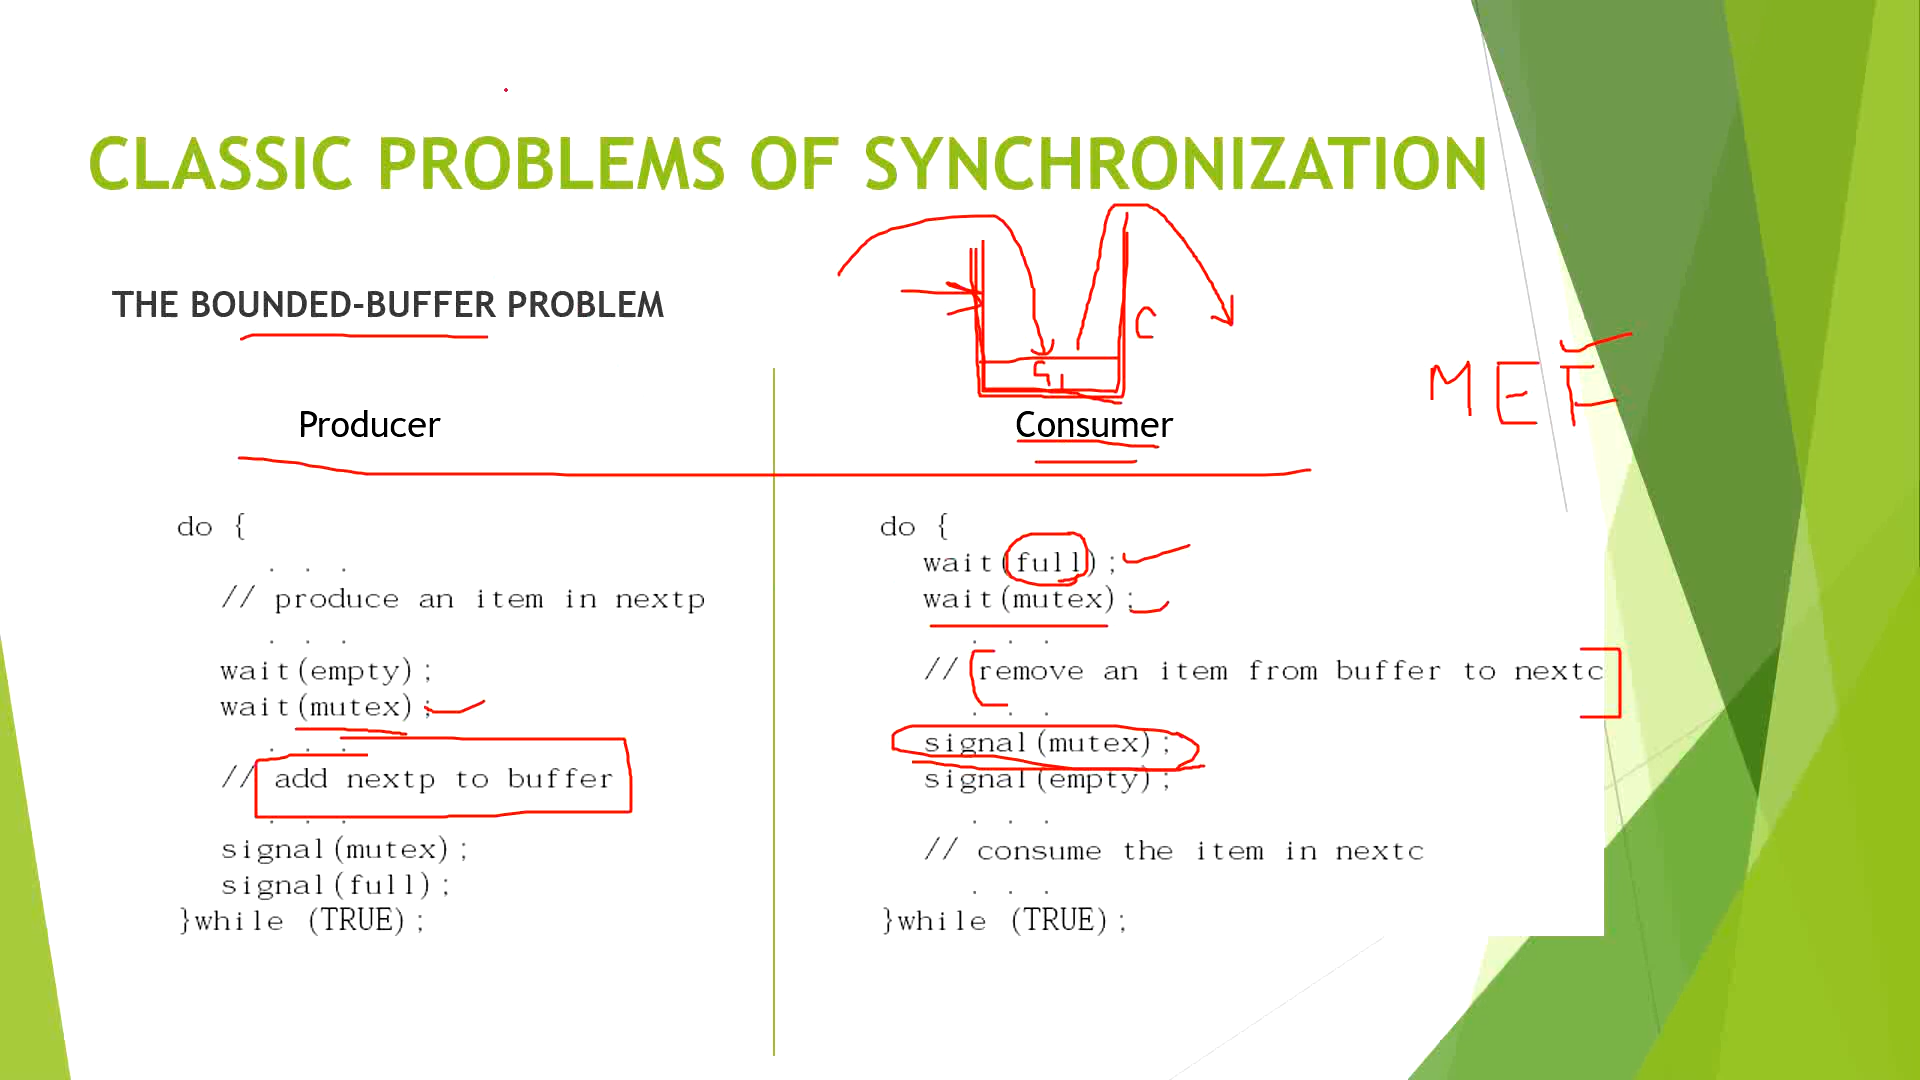 CLASSIC PROBLEMS OF SYNCHRONIZATION
THE BOUNDED-BUFFER PROBLEM
C
M E F
Producer
do {
. . .
// produce an item in nextp
. . .
wait(empty);
wait(mutex);
. . .
// add nextp to buffer
. . .
signal(mutex);
signal(full);
}while (TRUE);
Consumer
do {
wait(full);
wait(mutex);
. . .
// remove an item from buffer to nextc
. . .
signal(mutex);
signal(empty);
. . .
// consume the item in nextc
. . .
}while (TRUE);